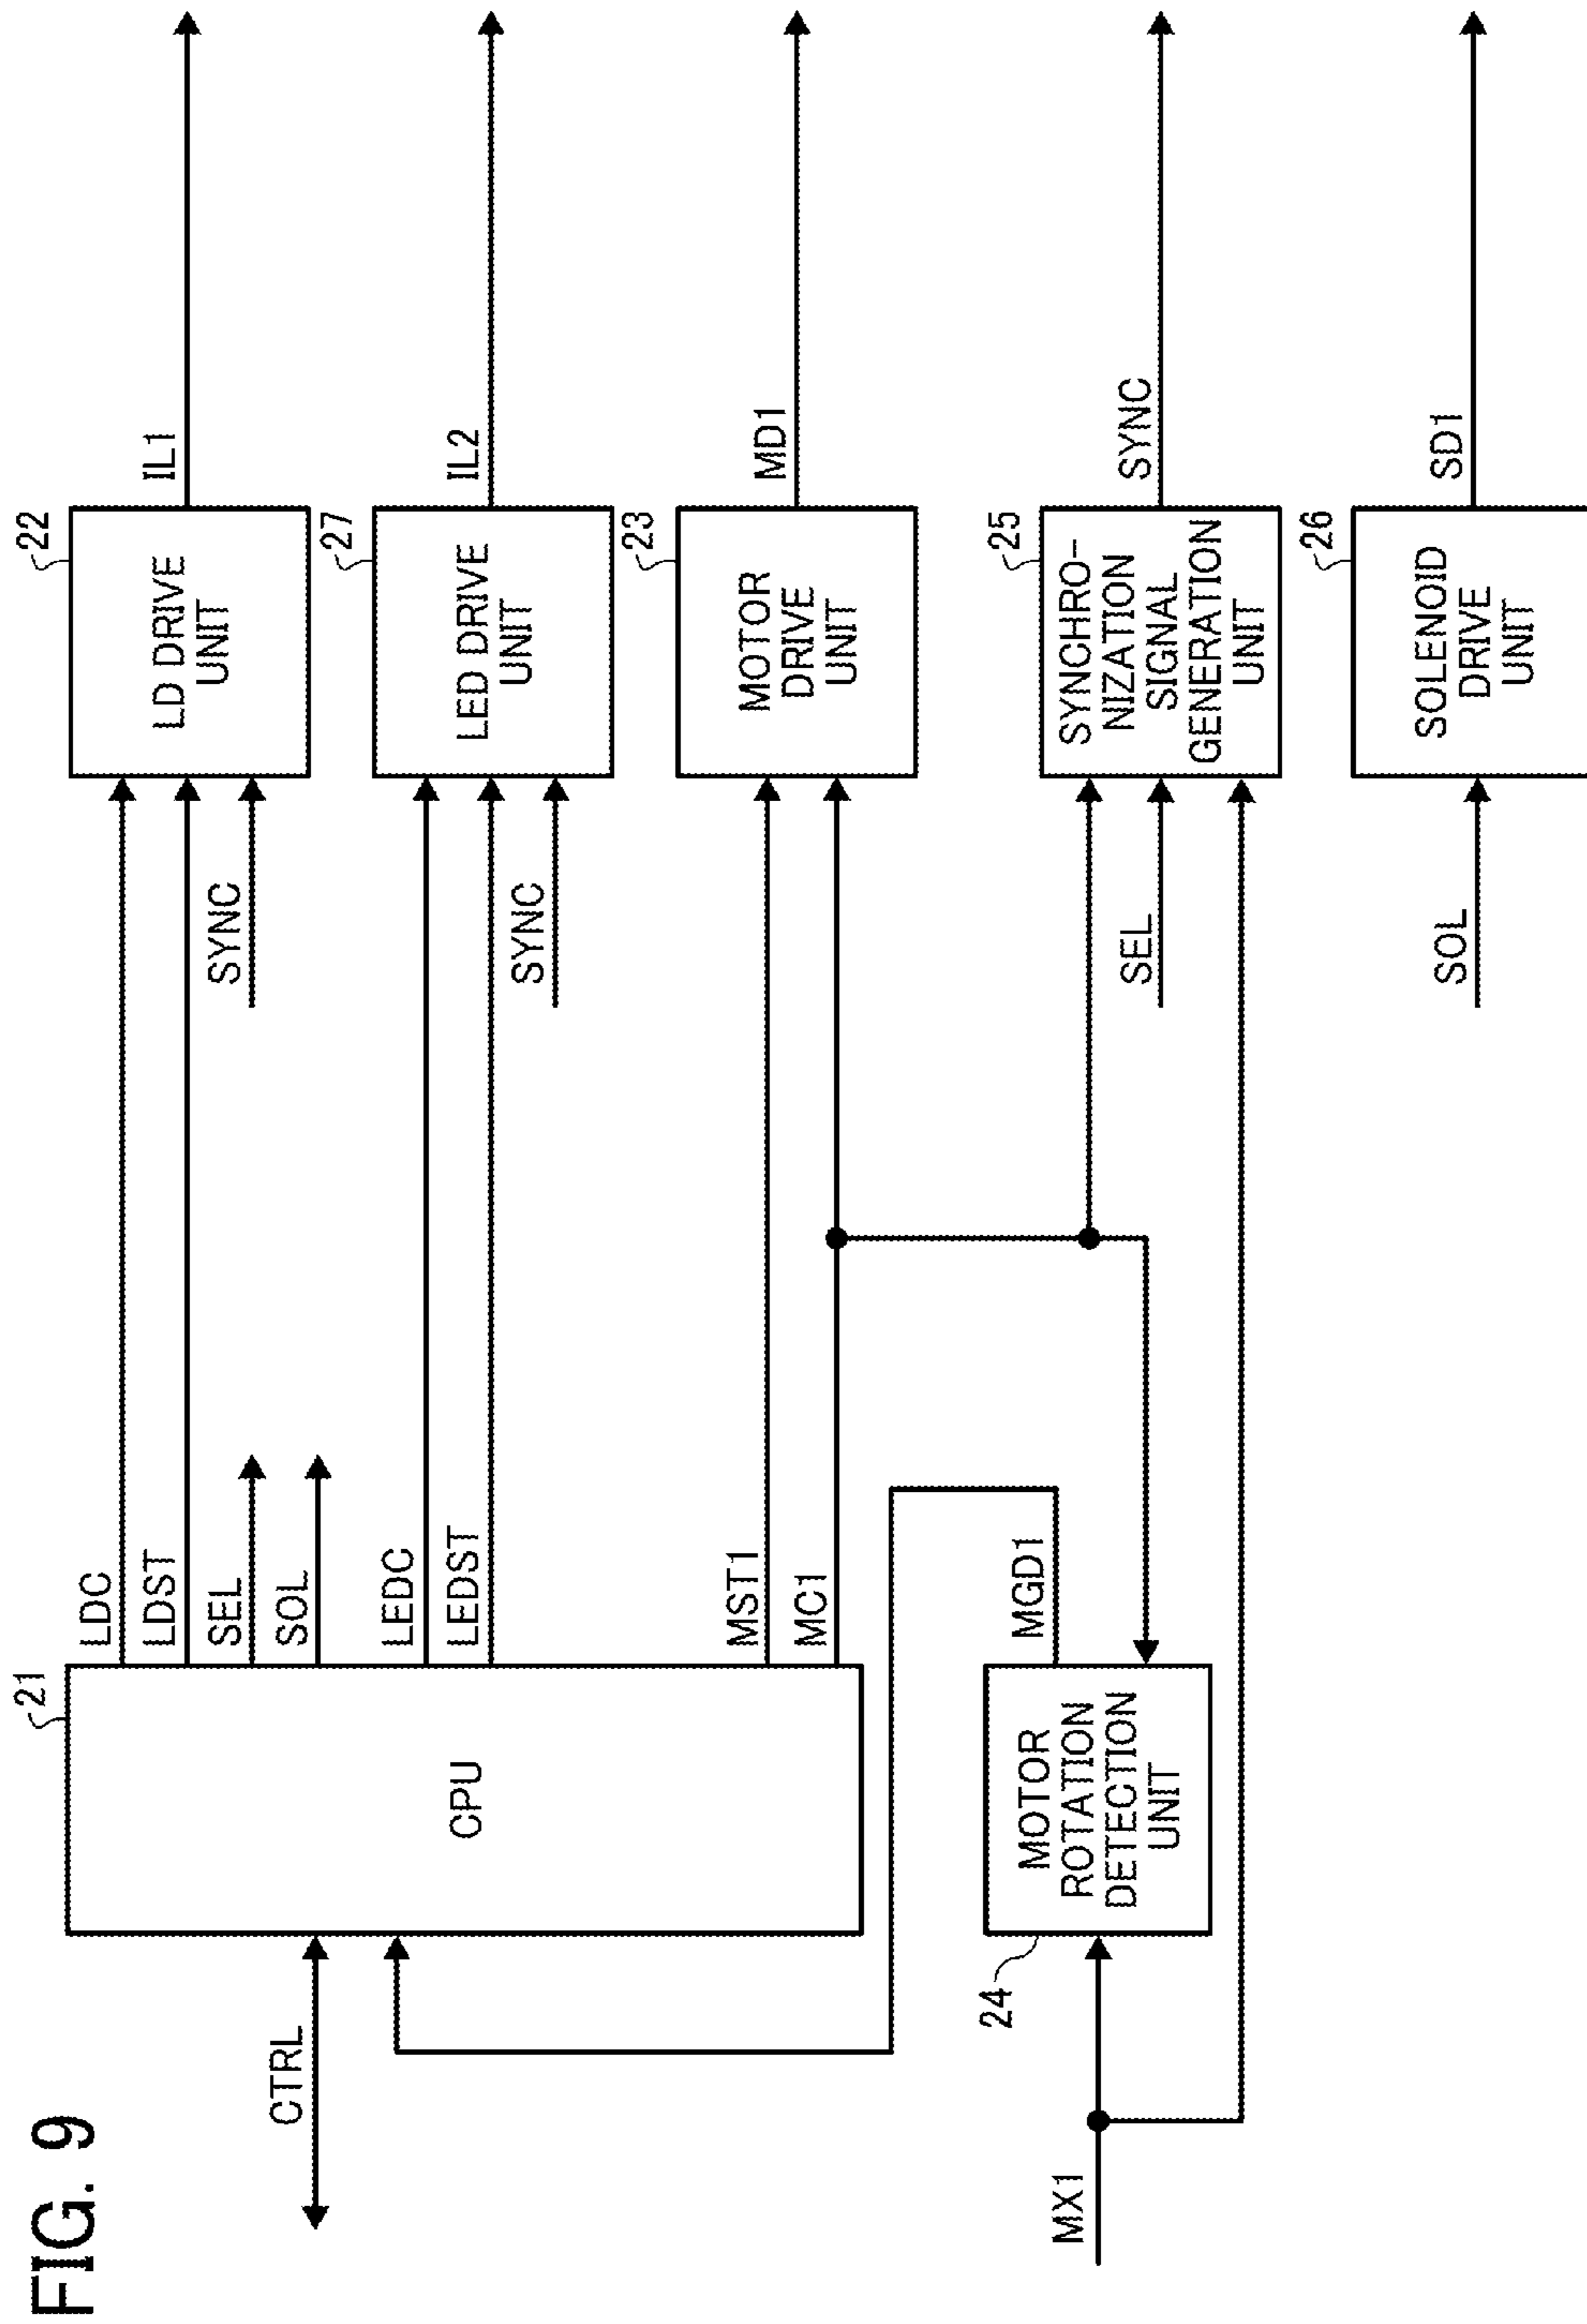 FIG. 9
CTRL
MX1
21
CPU
24
MOTOR
ROTATION
DETECTION
UNIT
LDC
LDST
SEL
SOL
LEDC
LEDST
MST1
MC1
MGD1
SYNC
SYNC
SEL
SOL
22
LD DRIVE
UNIT
27
LED DRIVE
UNIT
23
MOTOR
DRIVE
UNIT
25
SYNCHRO-
NIZATION
SIGNAL
GENERATION
UNIT
26
SOLENOID
DRIVE
UNIT
IL1
IL2
MD1
SYNC
SD1